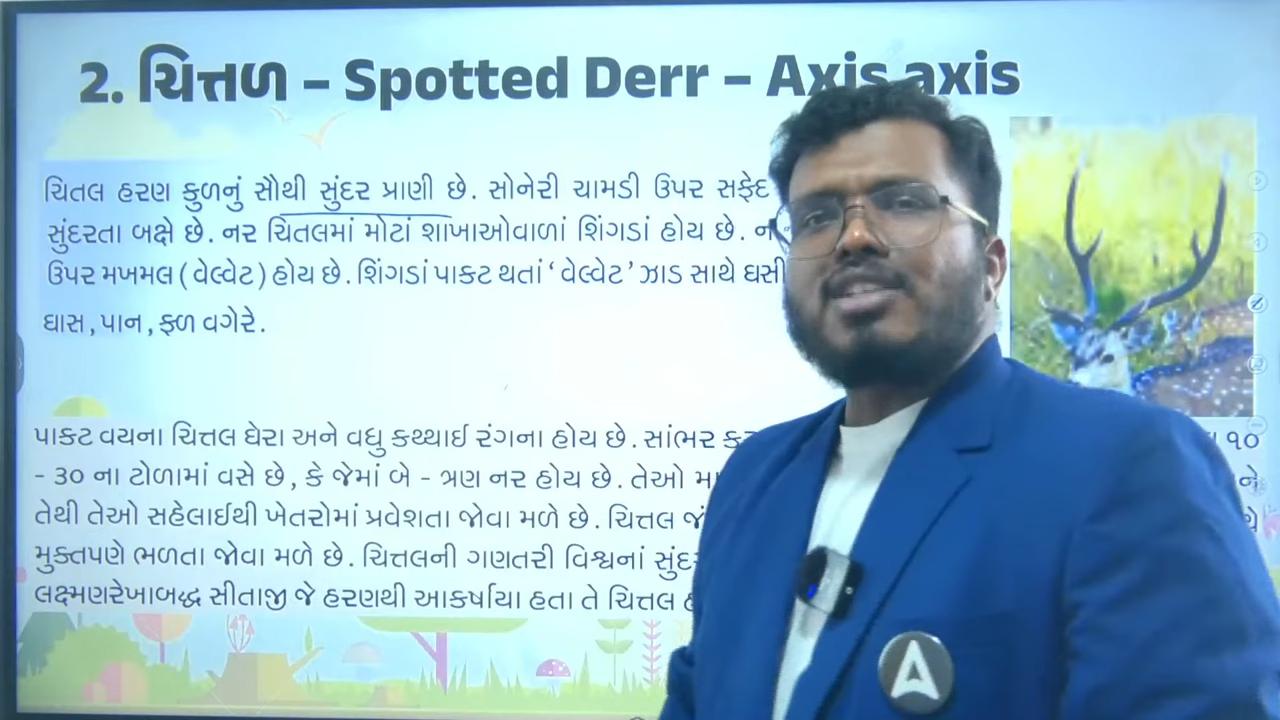 2. ચિત્તળ – Spotted Derr – Axis axis
ચિતલ હરણ કુળનું સૌથી સુંદર પ્રાણી છે. સોનેરી ચામડી ઉપર સફેદ
સુંદરતા બક્ષે છે. નર ચિતલમાં મોટાં શાખાઓવાળાં શિંગડાં હોય છે.
ઉપર મખમલ (વેલ્વેટ) હોય છે. શિંગડાં પાકટ થતાં ‘વેલ્વેટ’ ઝાડ સાથે ઘસી
ઘાસ, પાન, ફળ વગેરે.
પાકટ વયના ચિત્તલ ઘેરા અને વધુ કથ્થાઈ રંગના હોય છે. સાંભર ૧૦
- ૩૦ ના ટોળામાં વસે છે, કે જેમાં બે - ત્રણ નર હોય છે. તેઓ
તેથી તેઓ સહેલાઈથી ખેતરોમાં પ્રવેશતા જોવા મળે છે. ચિત્તલ
મુક્તપણે ભળતા જોવા મળે છે. ચિત્તલની ગણતરી વિશ્વનાં
લક્ષ્મણરેખાબદ્ધ સીતાજી જે હરણથી આકર્ષાયા હતા તે ચિત્તલ